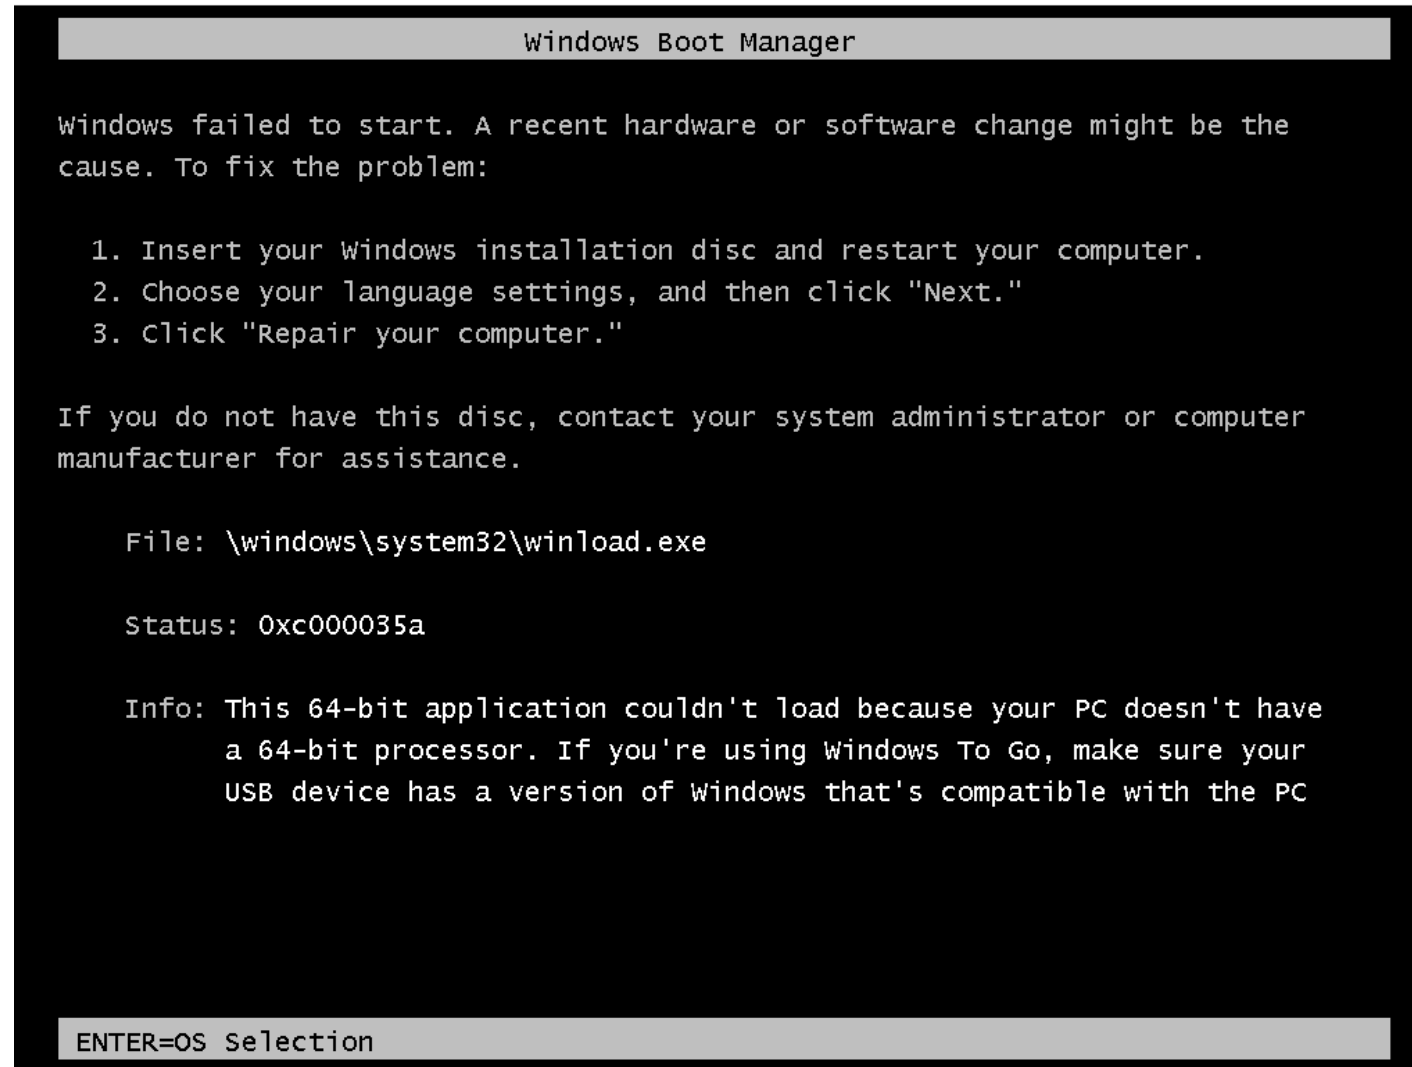 Windows Boot Manager
Windows failed to start. A recent hardware or software change might be the
cause. To fix the problem:
1. Insert your Windows installation disc and restart your computer.
2. Choose your language settings, and then click "Next."
3. Click "Repair your computer."
If you do not have this disc, contact your system administrator or computer
manufacturer for assistance.
File: \windows\system32\winload.exe
Status: 0xc000035a
Info: This 64-bit application couldn't load because your PC doesn't have
a 64-bit processor. If you're using Windows To Go, make sure your
USB device has a version of Windows that's compatible with the PC
ENTER=OS Selection